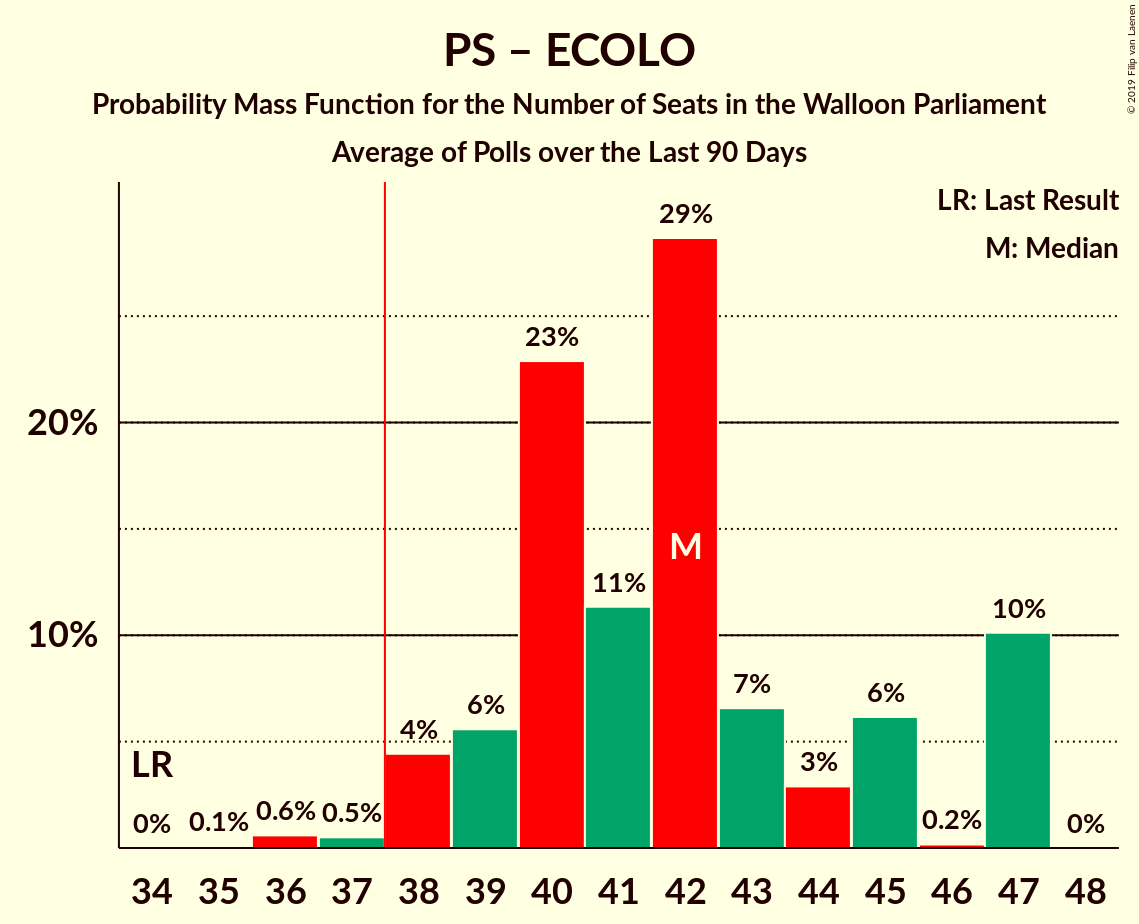 PS – ECOLO
Probability Mass Function for the Number of Seats in the Walloon Parliament
Average of Polls over the Last 90 Days
© 2019 Filip van Laenen
LR: Last Result
M: Median
20%
10%
LR
0%
0.1%
0.6%
0.5%
4%
6%
23%
11%
29%
M
7%
3%
6%
0.2%
10%
0%
34 35 36 37 38 39 40 41 42 43 44 45 46 47 48